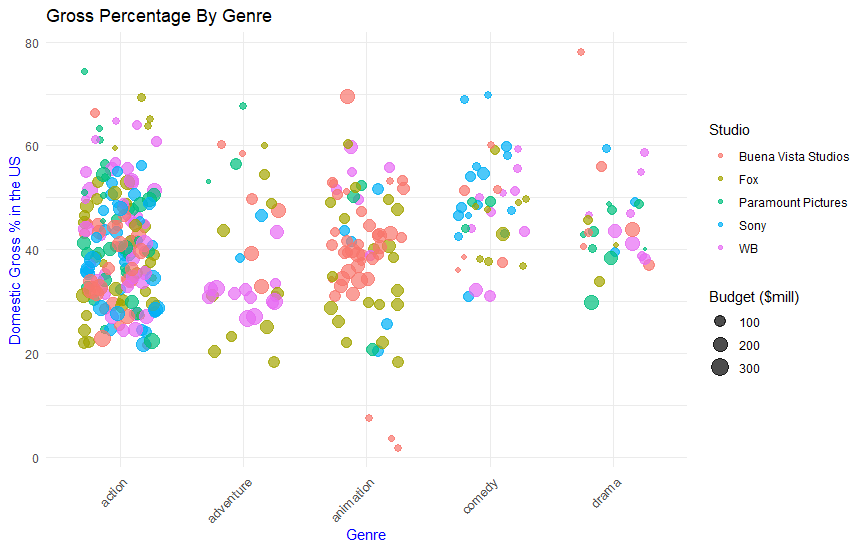 Gross Percentage By Genre
80
60
40
20
0
Domestic Gross % in the US
action
adventure
animation
comedy
drama
Genre
Studio
Buena Vista Studios
Fox
Paramount Pictures
Sony
WB
Budget ($mill)
100
200
300